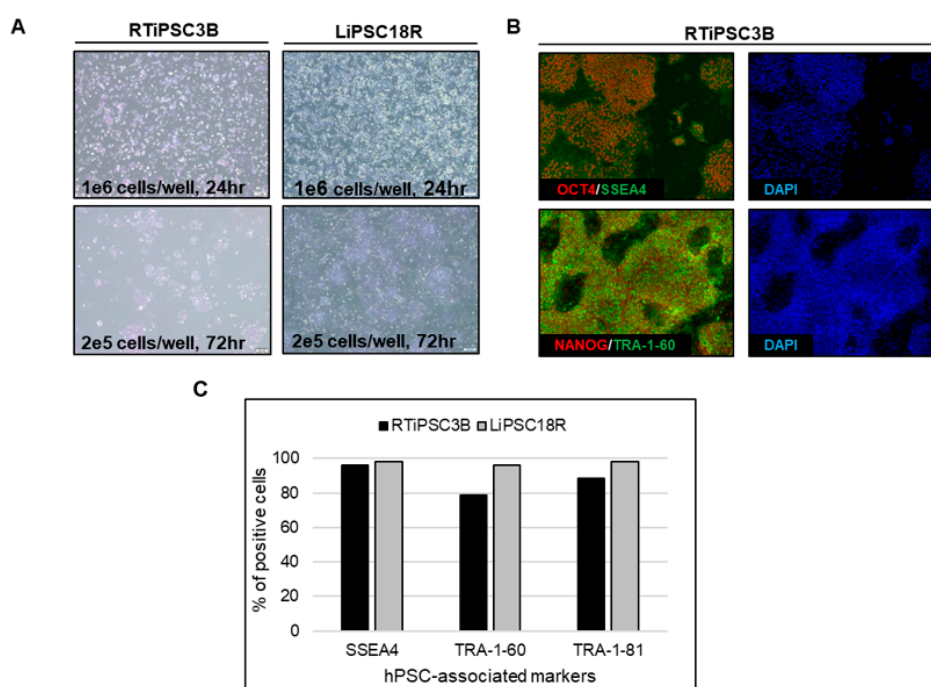 A
RTiPSC3B
LiPSC18R
1e6 cells/well, 24hr
1e6 cells/well, 24hr
2e5 cells/well, 72hr
2e5 cells/well, 72hr
B
RTiPSC3B
OCT4/SSEA4
DAPI
NANOG/TRA-1-60
DAPI
C
RTiPSC3B LiPSC18R
% of positive cells
100
80
60
40
20
0
SSEA4 TRA-1-60 TRA-1-81
hPSC-associated markers